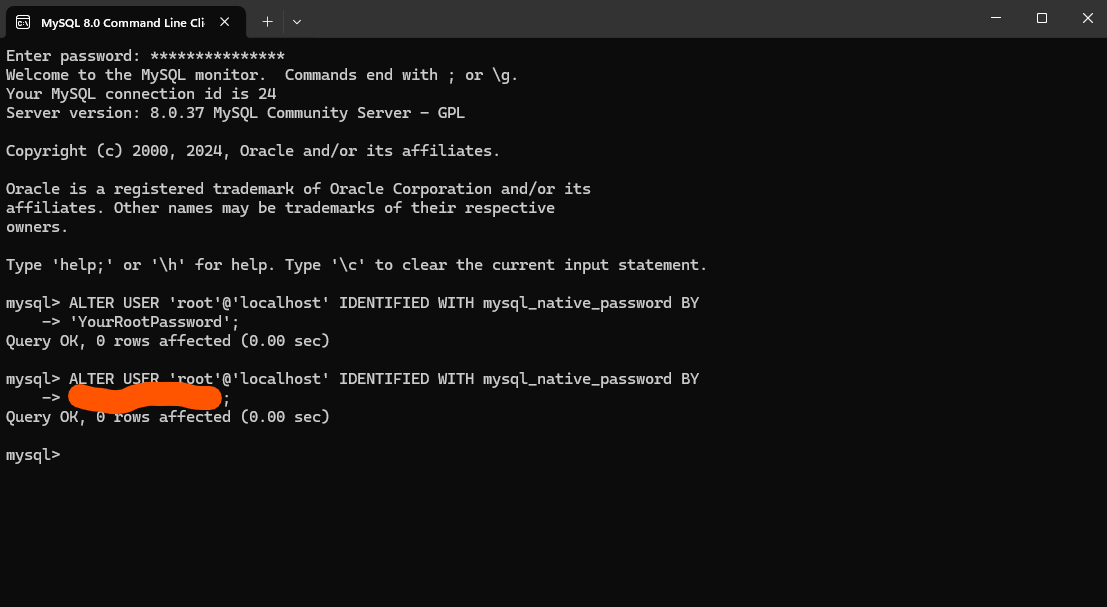 MySQL 8.0 Command Line Cli
Enter password: ***************
Welcome to the MySQL monitor.  Commands end with ; or \g.
Your MySQL connection id is 24
Server version: 8.0.37 MySQL Community Server - GPL
Copyright (c) 2000, 2024, Oracle and/or its affiliates.
Oracle is a registered trademark of Oracle Corporation and/or its
affiliates. Other names may be trademarks of their respective
owners.
Type 'help;' or '\h' for help. Type '\c' to clear the current input statement.
mysql> ALTER USER 'root'@'localhost' IDENTIFIED WITH mysql_native_password BY
    -> 'YourRootPassword';
Query OK, 0 rows affected (0.00 sec)
mysql> ALTER USER 'root'@'localhost' IDENTIFIED WITH mysql_native_password BY
    -> ;
Query OK, 0 rows affected (0.00 sec)
mysql>